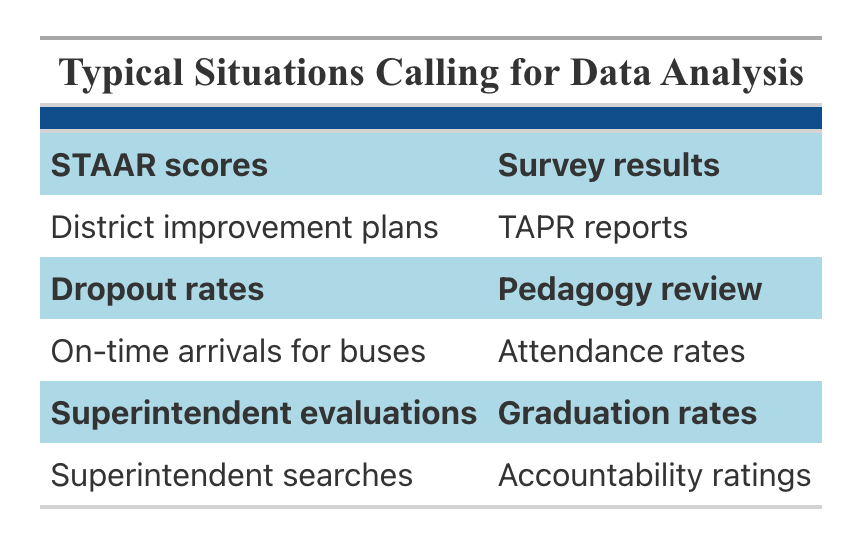 Typical Situations Calling for Data Analysis
STAAR scores Survey results
District improvement plans TAPR reports
Dropout rates Pedagogy review
On-time arrivals for buses Attendance rates
Superintendent evaluations Graduation rates
Superintendent searches Accountability ratings